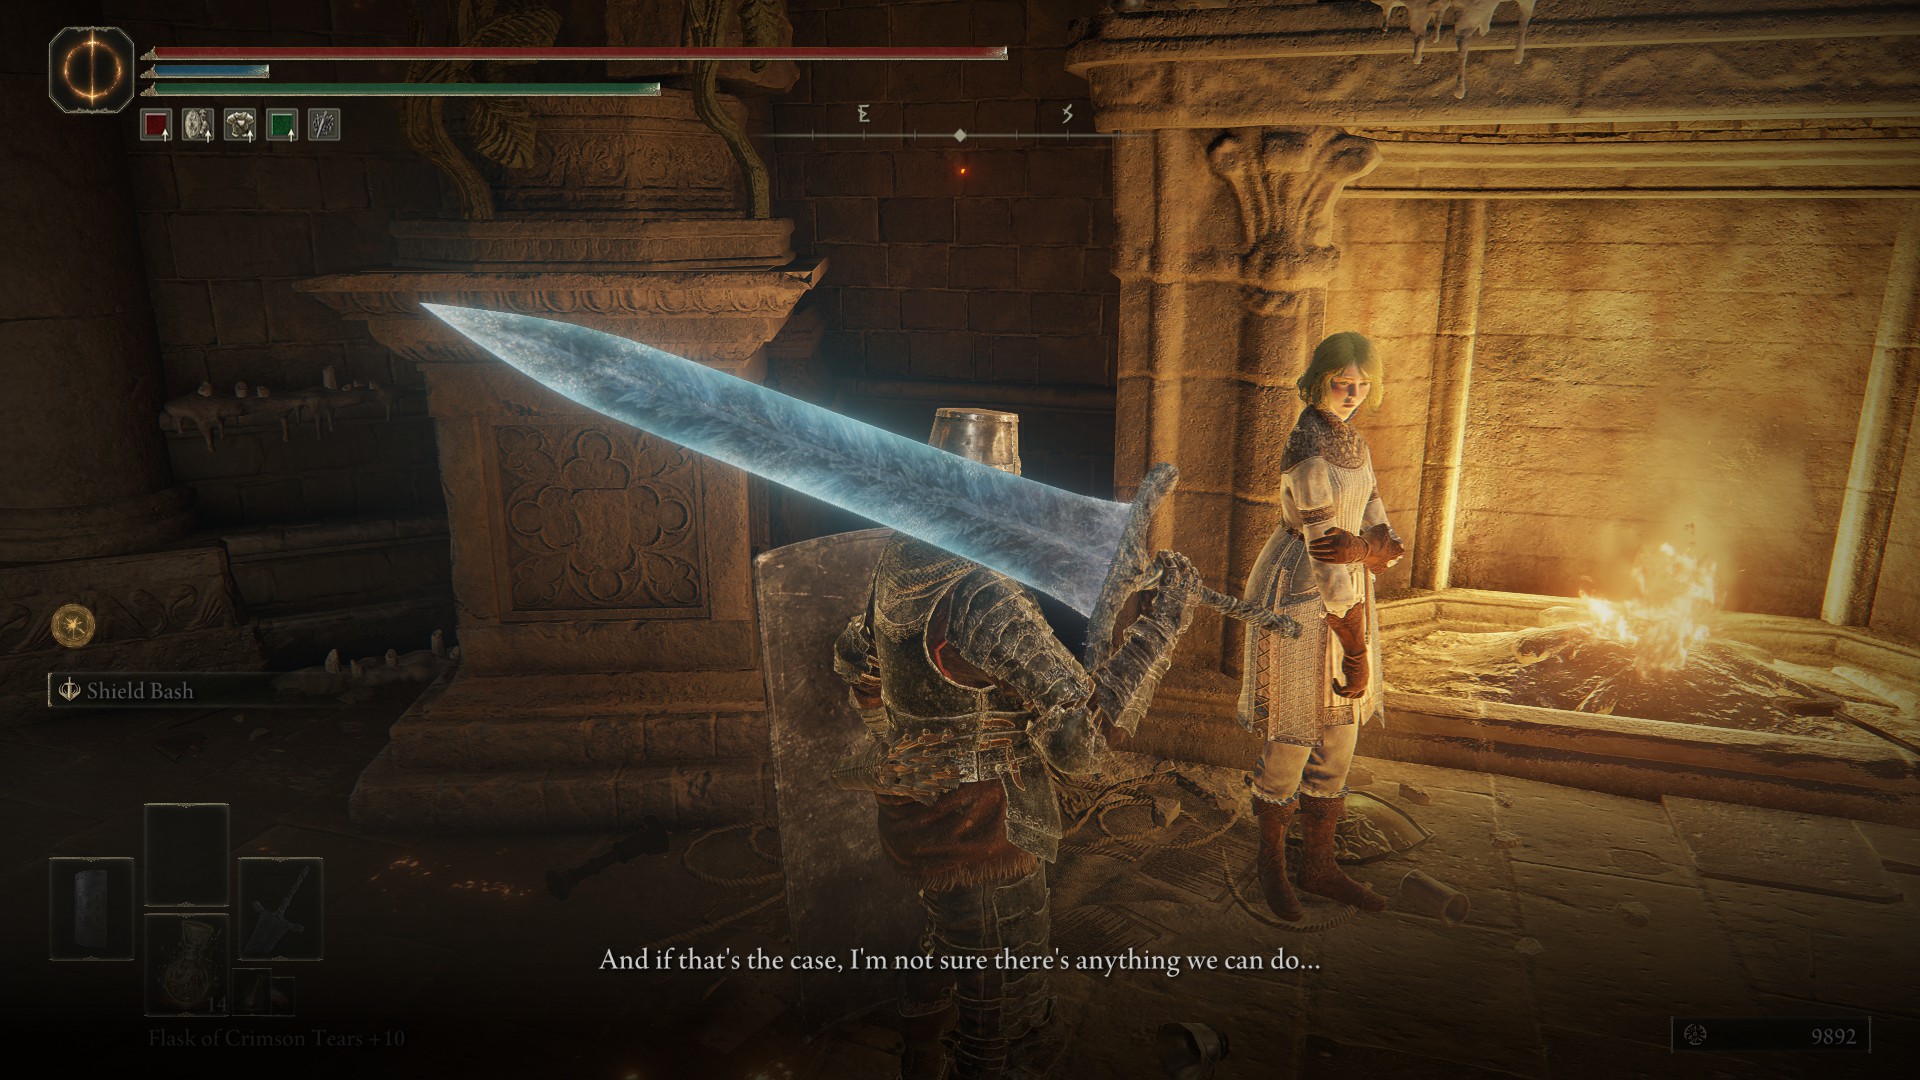 E
S
Shield Bash
And if that's the case, I'm not sure there's anything we can do...
14
Flask of Crimson Tears +10
9892